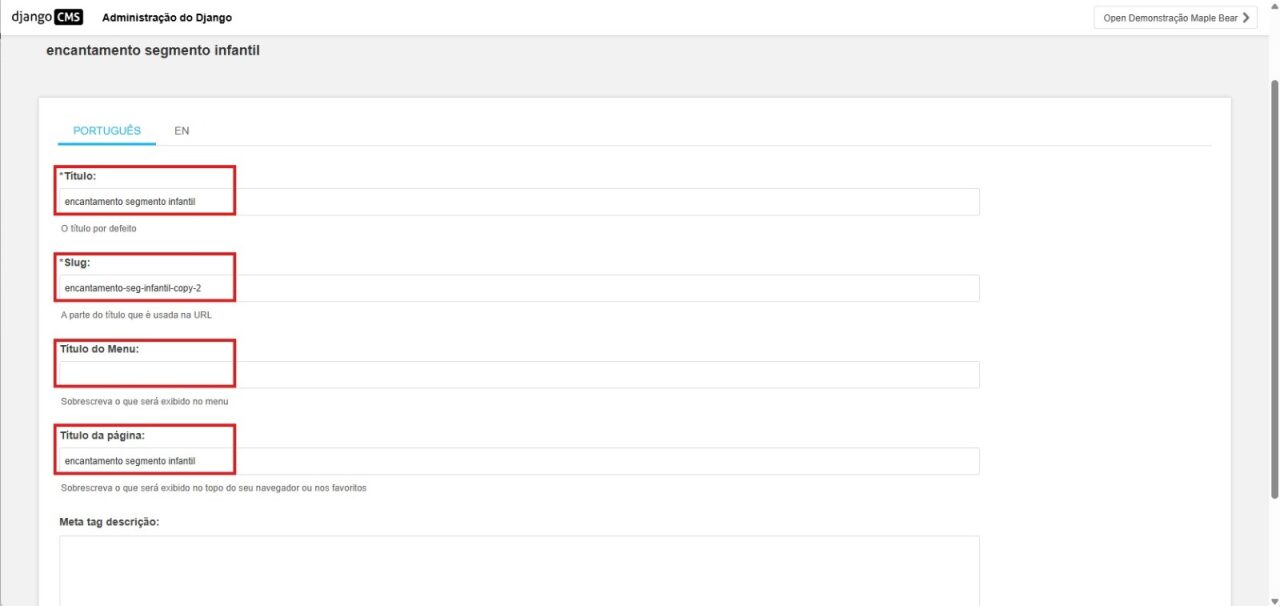 django CMS Administração do Django
Open Demonstração Maple Bear
encantamento segmento infantil
PORTUGUÊS EN
*Título:
encantamento segmento infantil
O título por defeito
*Slug:
encantamento-seg-infantil-copy-2
A parte do título que è usada na URL
Título do Menu:
Sobrescreva o que será exibido no menu
Título da página:
encantamento segmento infantil
Sobrescreva o que será exibido no topo do seu navegador ou nos favoritos
Meta tag descrição: